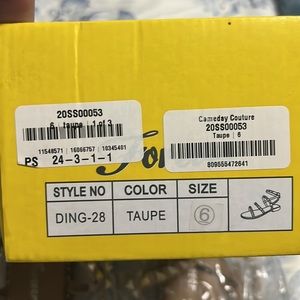 20SS00053
6 | taupe | 1 of 3
11548571 | 16066757 | 10345461
PS 24-3-1-1
Gameday Couture
20SS00053
Taupe | 6
809555472641
STYLE NO COLOR SIZE
DING-28 TAUPE 6